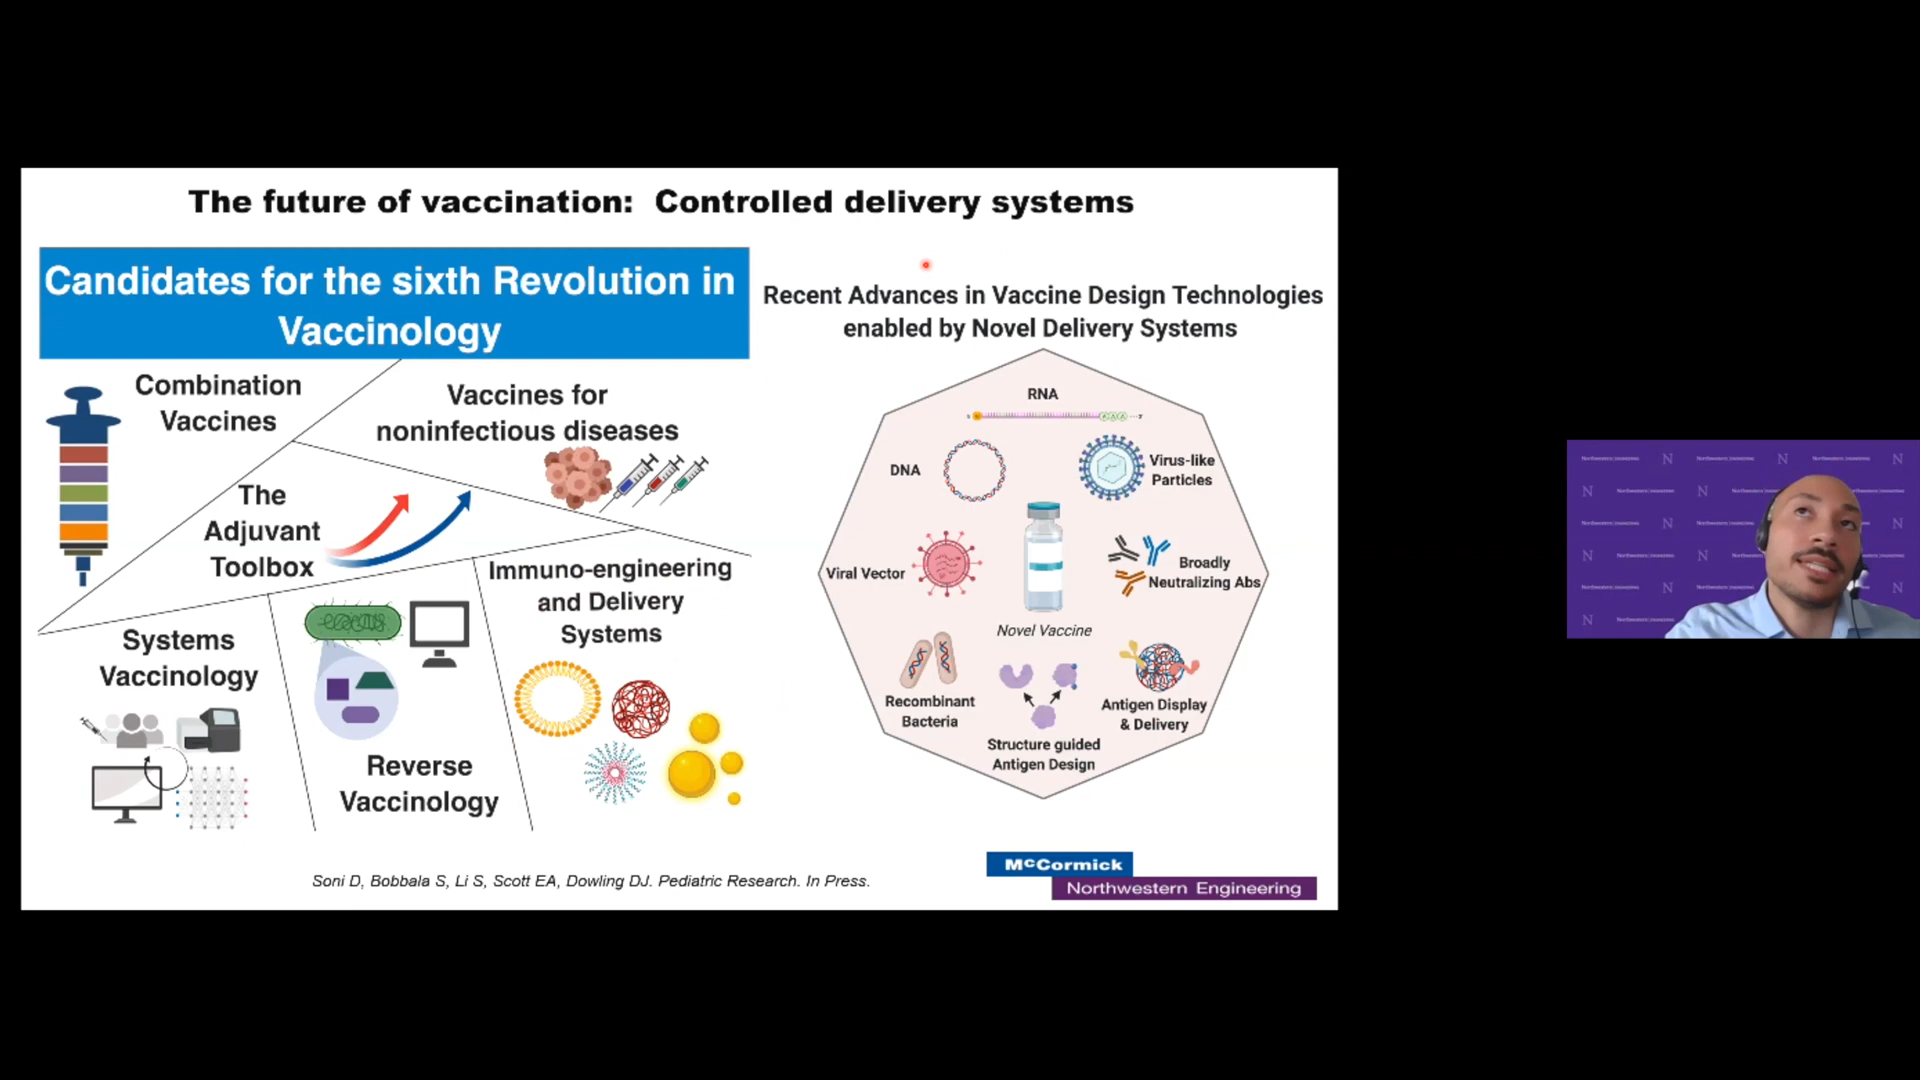 The future of vaccination: Controlled delivery systems
Candidates for the sixth Revolution in
Vaccinology
Combination
Vaccines
Vaccines for
noninfectious diseases
The
Adjuvant
Toolbox
Immuno-engineering
and Delivery
Systems
Systems
Vaccinology
Reverse
Vaccinology
Recent Advances in Vaccine Design Technologies
enabled by Novel Delivery Systems
RNA
DNA
Virus-like
Particles
Viral Vector
Broadly
Neutralizing Abs
Novel Vaccine
Recombinant
Bacteria
Structure guided
Antigen Design
Antigen Display
& Delivery
Soni D, Bobbala S, Li S, Scott EA, Dowling DJ. Pediatric Research. In Press.
McCormick
Northwestern Engineering